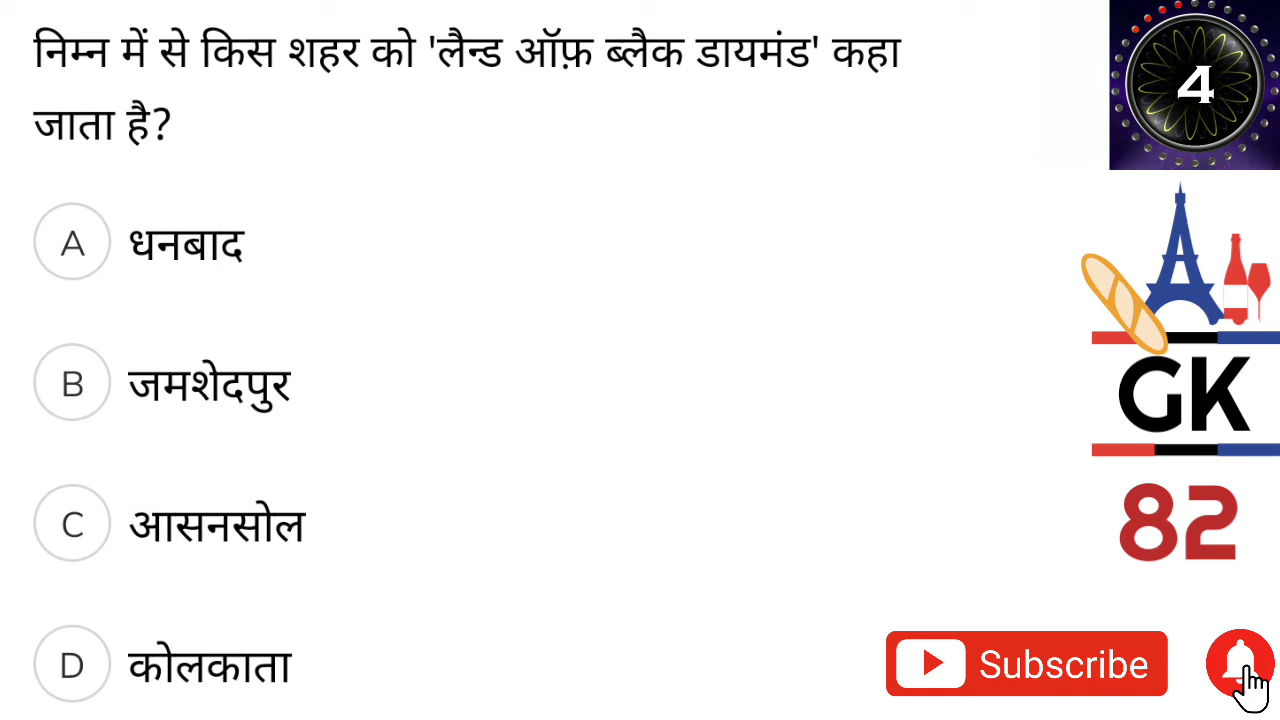 निम्न में से किस शहर को 'लैन्ड ऑफ़ ब्लैक डायमंड' कहा
जाता है?
4
A धनबाद
B जमशेदपुर
C आसनसोल
D कोलकाता
GK
82
Subscribe